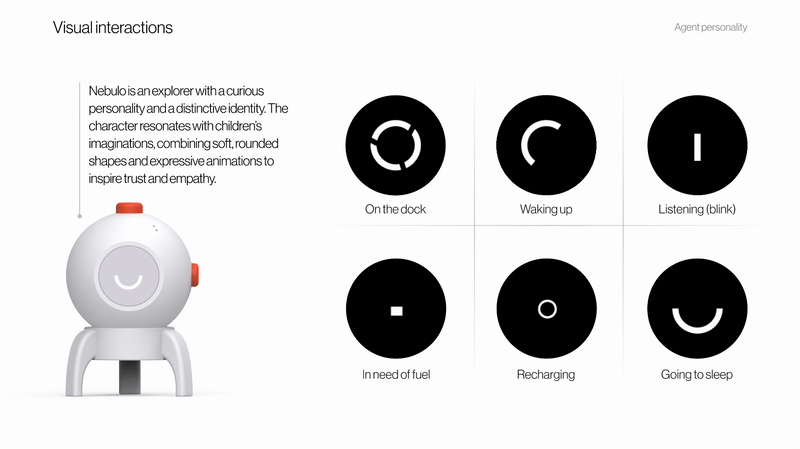 Visual interactions
Agent personality
Nebulo is an explorer with a curious
personality and a distinctive identity. The
character resonates with children's
imaginations, combining soft, rounded
shapes and expressive animations to
inspire trust and empathy.
On the dock
Waking up
Listening (blink)
In need of fuel
Recharging
Going to sleep